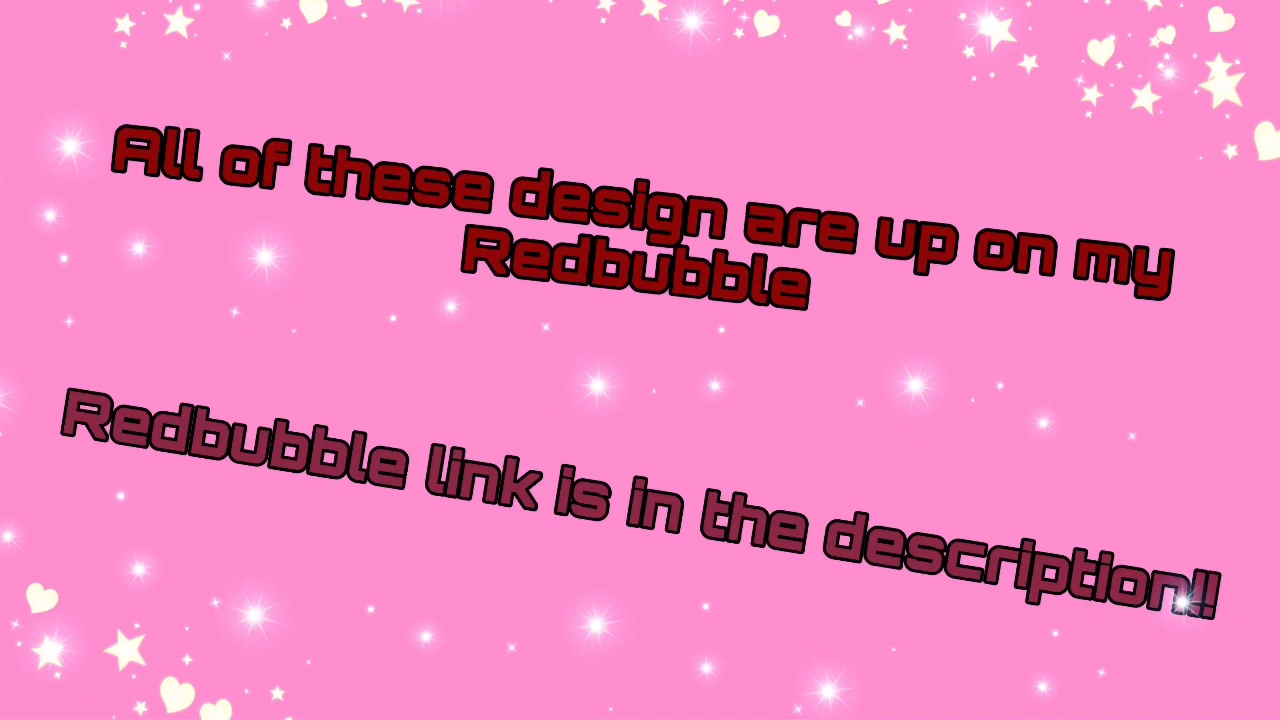 All of these design are up on my
Redbubble
Redbubble link is in the description!!